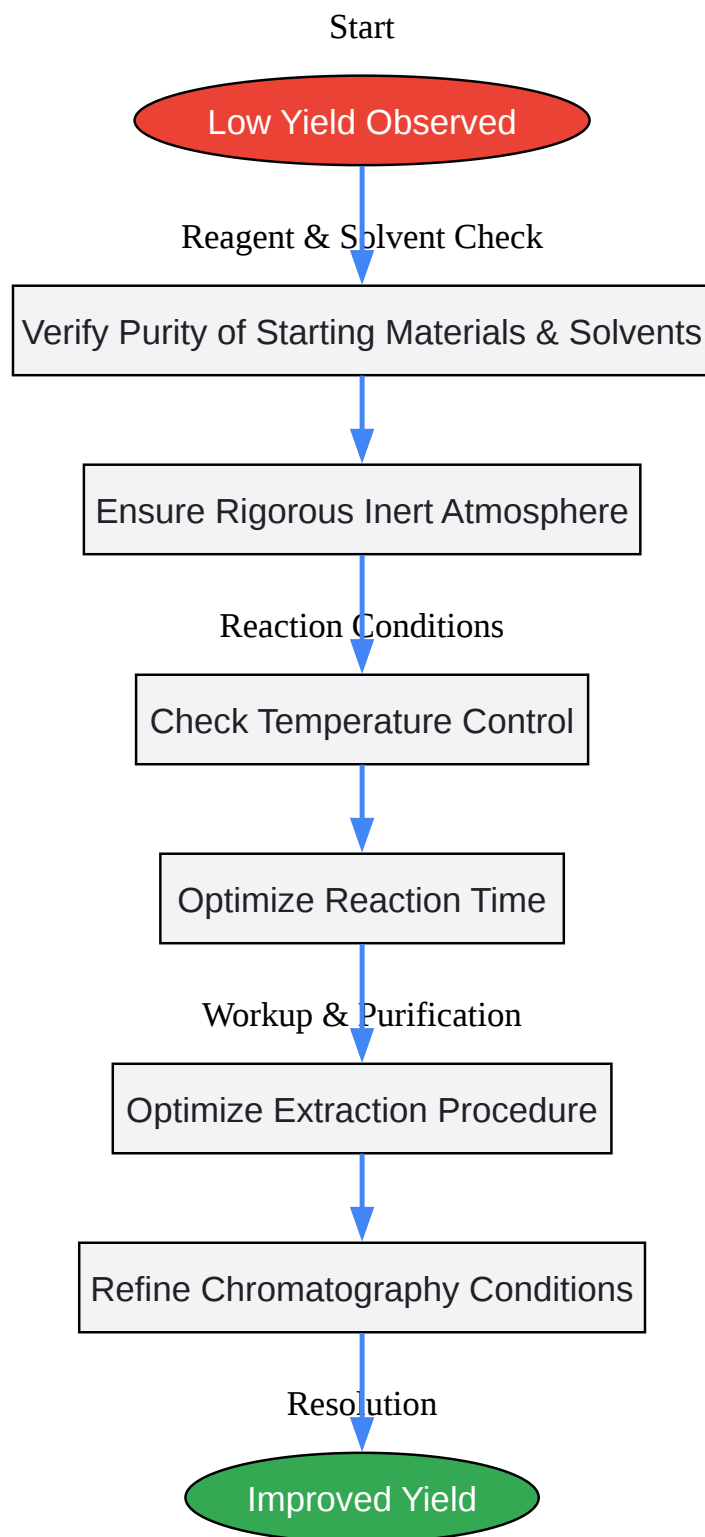 Start
Low Yield Observed
Reagent & Solvent Check
Verify Purity of Starting Materials & Solvents
Ensure Rigorous Inert Atmosphere
Reaction Conditions
Check Temperature Control
Optimize Reaction Time
Workup & Purification
Optimize Extraction Procedure
Refine Chromatography Conditions
Resolution
Improved Yield